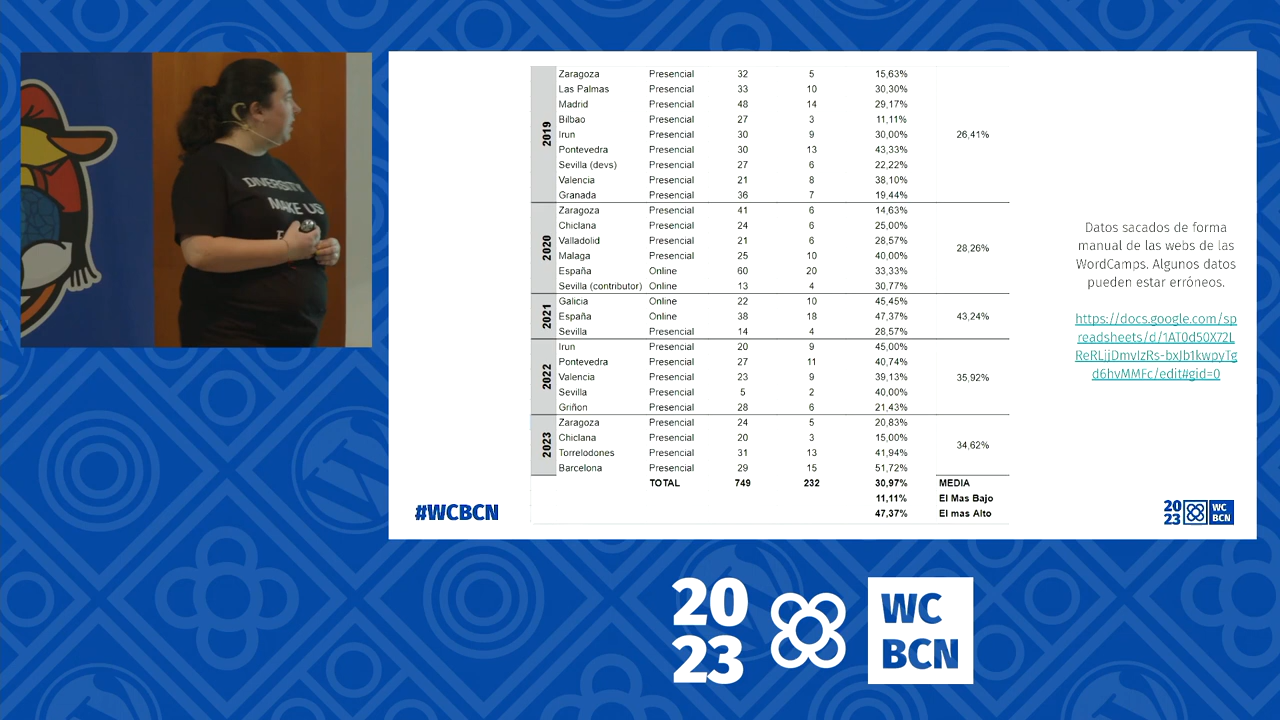 DIVERSITY
MAKE US
2019
Zaragoza Presencial 32 5 15,63%
Las Palmas Presencial 33 10 30,30%
Madrid Presencial 48 14 29,17%
Bilbao Presencial 27 3 11,11%
Irun Presencial 30 9 30,00% 26,41%
Pontevedra Presencial 30 13 43,33%
Sevilla (devs) Presencial 27 6 22,22%
Valencia Presencial 21 8 38,10%
Granada Presencial 36 7 19,44%
2020
Zaragoza Presencial 41 6 14,63%
Chiclana Presencial 24 6 25,00%
Valladolid Presencial 21 6 28,57%
28,26%
Malaga Presencial 25 10 40,00%
España Online 60 20 33,33%
Sevilla (contributor) Online 13 4 30,77%
2021
Galicia Online 22 10 45,45%
España Online 38 18 47,37% 43,24%
Sevilla Presencial 14 4 28,57%
2022
Irun Presencial 20 9 45,00%
Pontevedra Presencial 27 11 40,74%
Valencia Presencial 23 9 39,13% 35,92%
Sevilla Presencial 5 2 40,00%
Griñon Presencial 28 6 21,43%
2023
Zaragoza Presencial 24 5 20,83%
Chiclana Presencial 20 3 15,00%
34,62%
Torrelodones Presencial 31 13 41,94%
Barcelona Presencial 29 15 51,72%
TOTAL 749 232 30,97% MEDIA
11,11% El Mas Bajo
47,37% El mas Alto
Datos sacados de forma
manual de las webs de las
WordCamps. Algunos datos
pueden estar erróneos.
https://docs.google.com/sp
readsheets/d/1AT0d50X72L
ReRLjjDmvIzRs-bxJb1kwpyTg
d6hvMMFc/edit#gid=0
#WCBCN
20
23
WC
BCN
20
23
WC
BCN